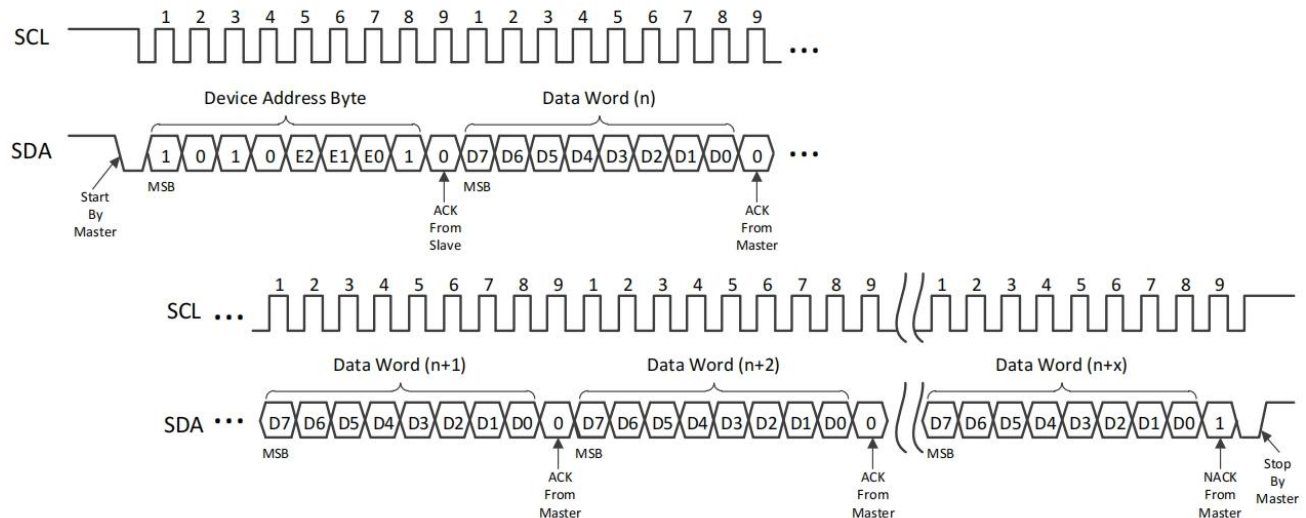 1 2 3 4 5 6 7 8 9 1 2 3 4 5 6 7 8 9
SCL
Device Address Byte Data Word (n)
SDA 1 0 1 0 E2 E1 E0 1 0 D7 D6 D5 D4 D3 D2 D1 D0 0
MSB MSB
Start
By
Master
ACK
From
Slave
ACK
From
Master
1 2 3 4 5 6 7 8 9 1 2 3 4 5 6 7 8 9 1 2 3 4 5 6 7 8 9
SCL
Data Word (n+1) Data Word (n+2) Data Word (n+x)
SDA D7 D6 D5 D4 D3 D2 D1 D0 0 D7 D6 D5 D4 D3 D2 D1 D0 0 D7 D6 D5 D4 D3 D2 D1 D0 1
MSB MSB MSB
ACK
From
Master
ACK
From
Master
NACK
From
Master
Stop
By
Master